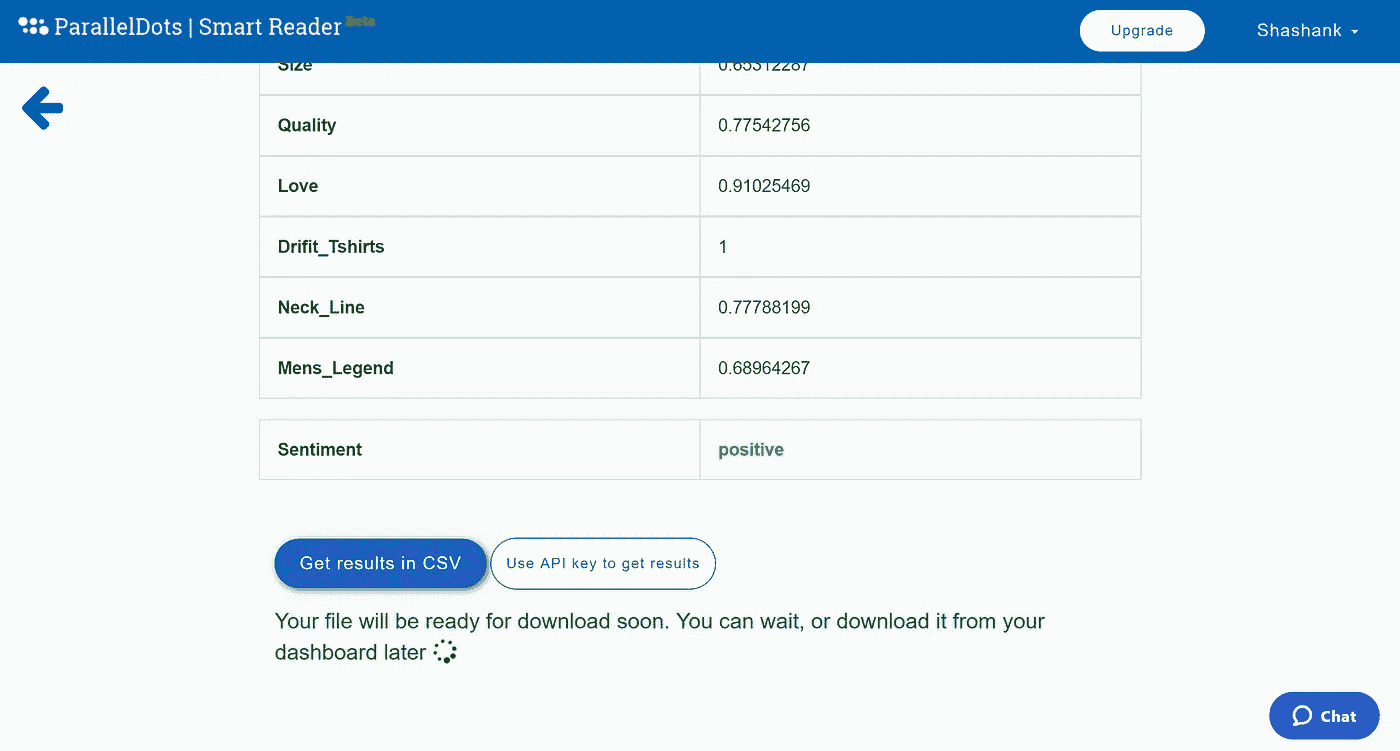 ParallelDots | Smart Reader Beta
Upgrade
Shashank
Size 0.65312287
Quality 0.77542756
Love 0.91025469
Drifit_Tshirts 1
Neck_Line 0.77788199
Mens_Legend 0.68964267
Sentiment positive
Get results in CSV Use API key to get results
Your file will be ready for download soon. You can wait, or download it from your
dashboard later
Chat